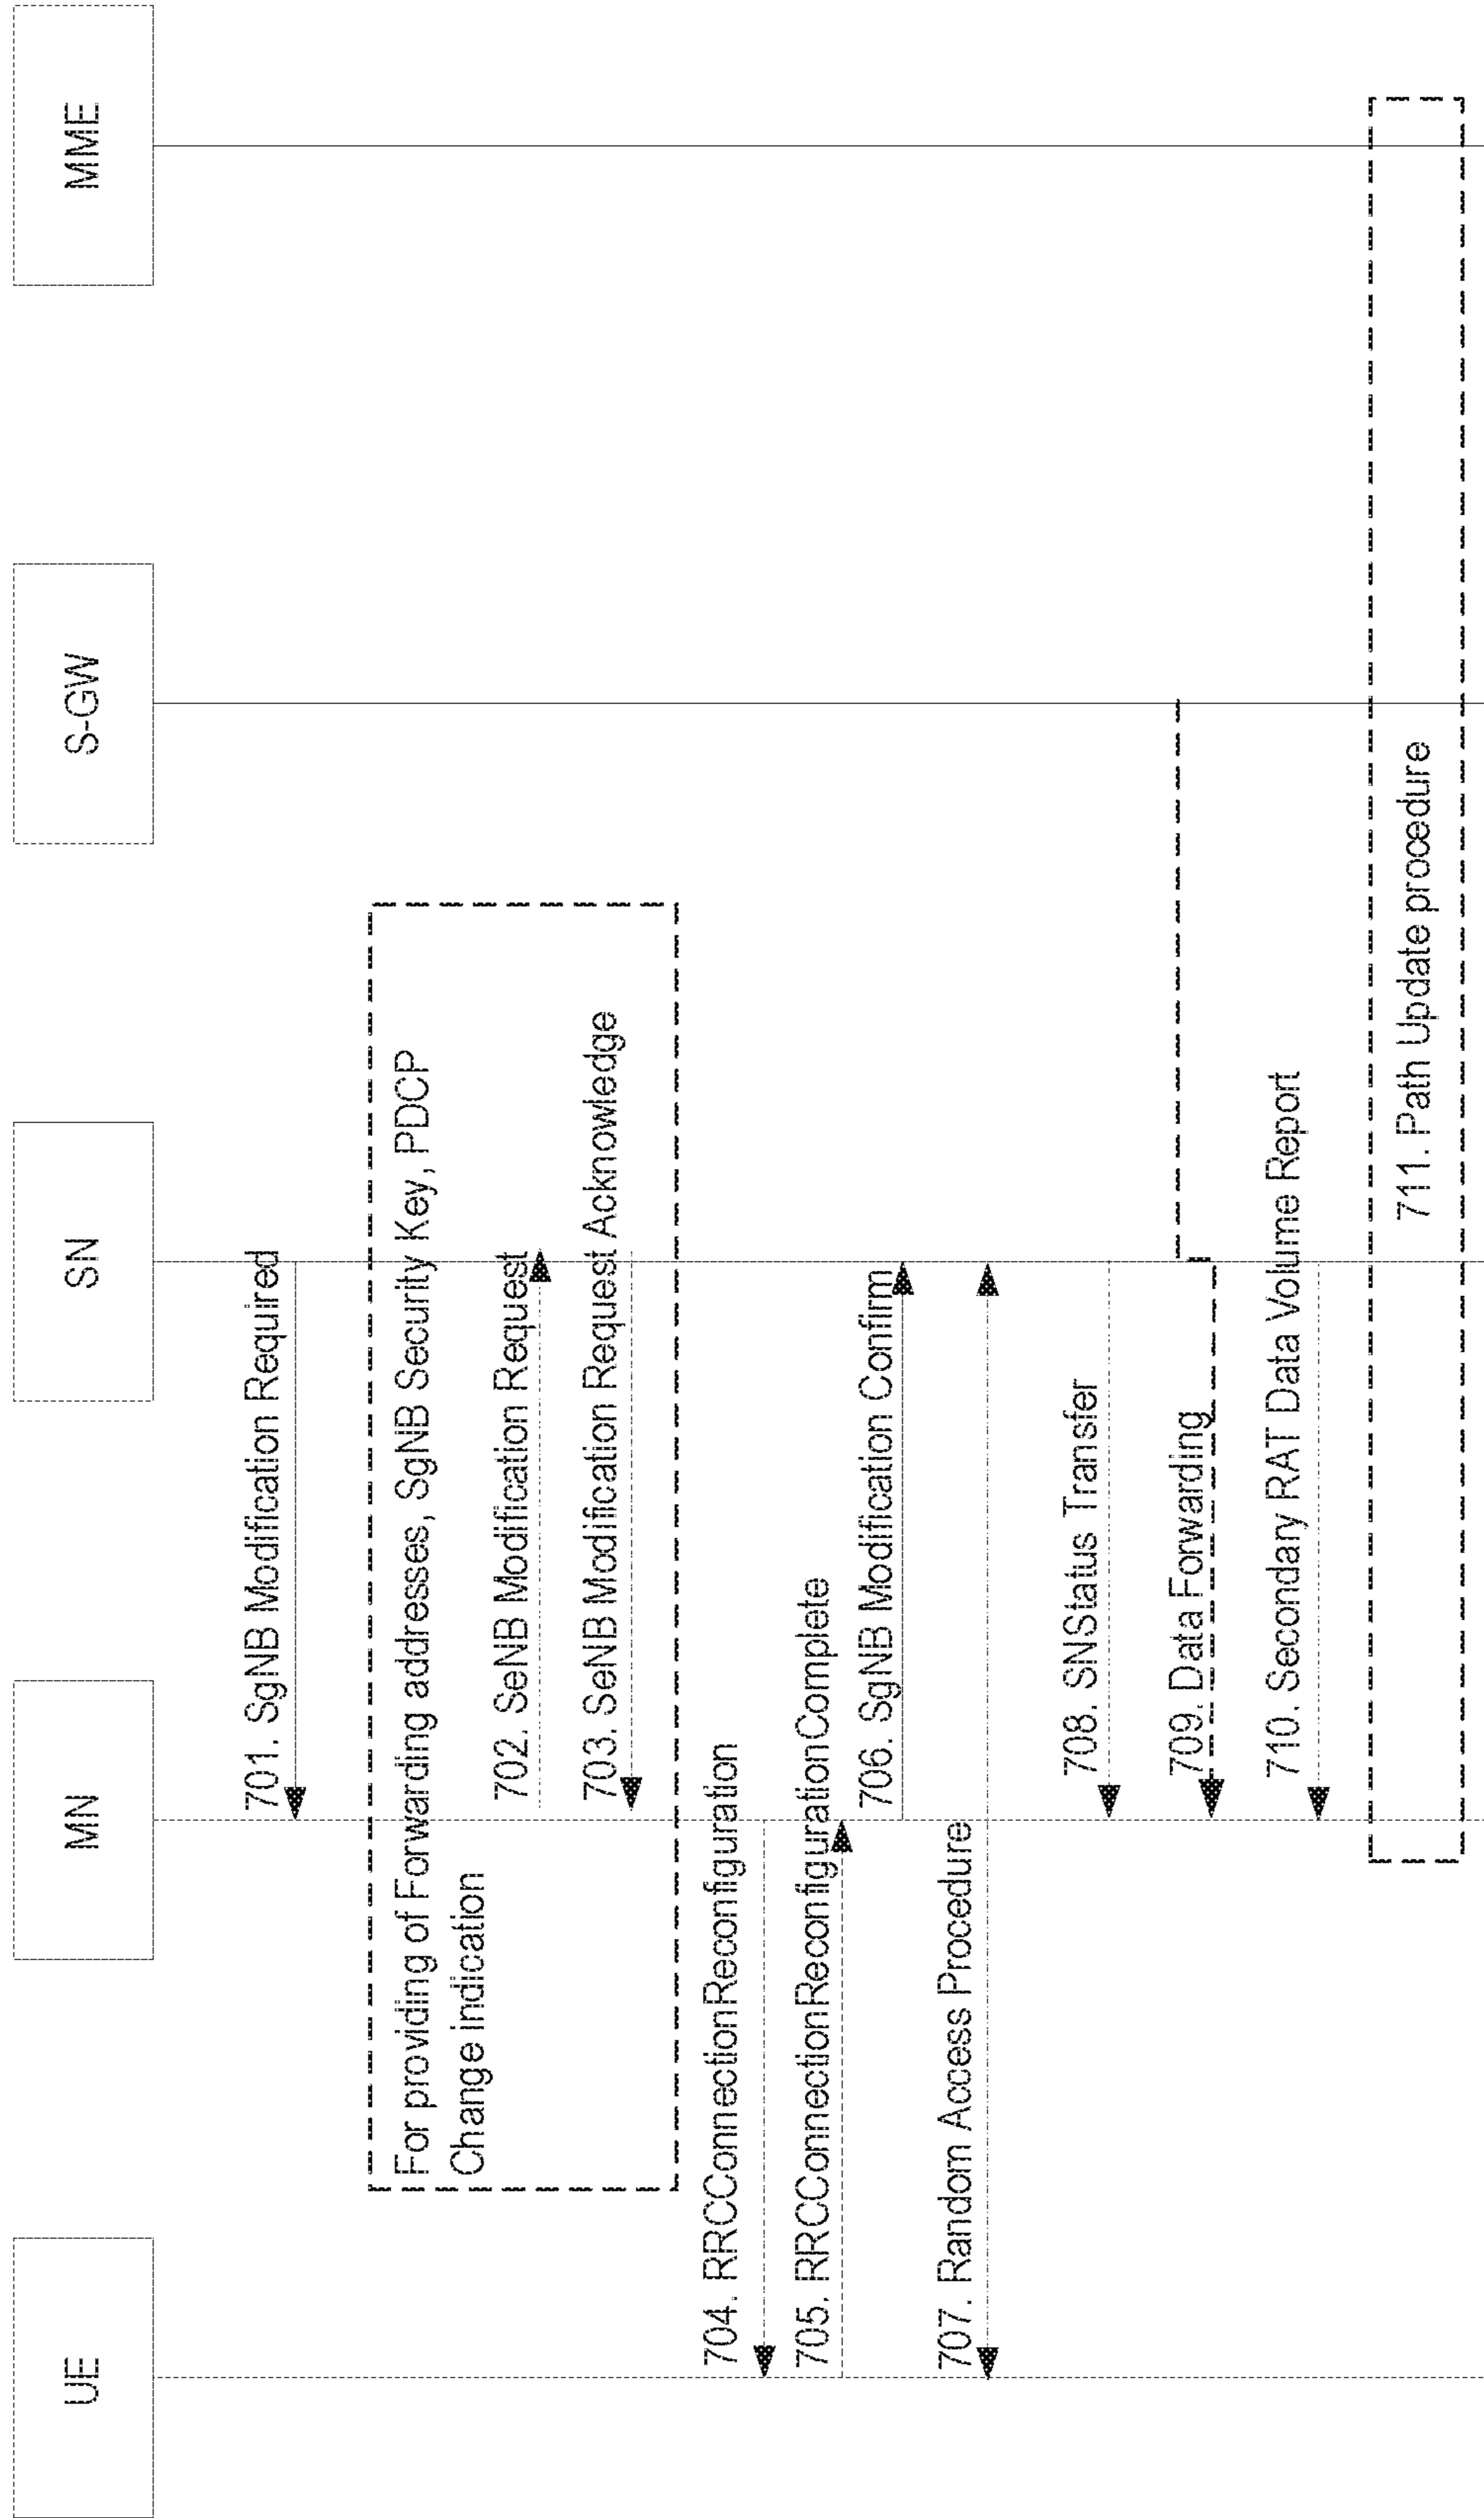 UE
MN
SN
S-GW
MME
701. SgNB Modification Required
For providing of Forwarding addresses, SgNB Security Key, PDCP
Change indication
702. SeNB Modification Request
703. SeNB Modification Request Acknowledge
704. RRCConnectionReconfiguration
705. RRCConnectionReconfigurationComplete
706. SgNB Modification Confirm
707. Random Access Procedure
708. SNStatus Transfer
709. Data Forwarding
710. Secondary RAT Data Volume Report
711. Path Update procedure